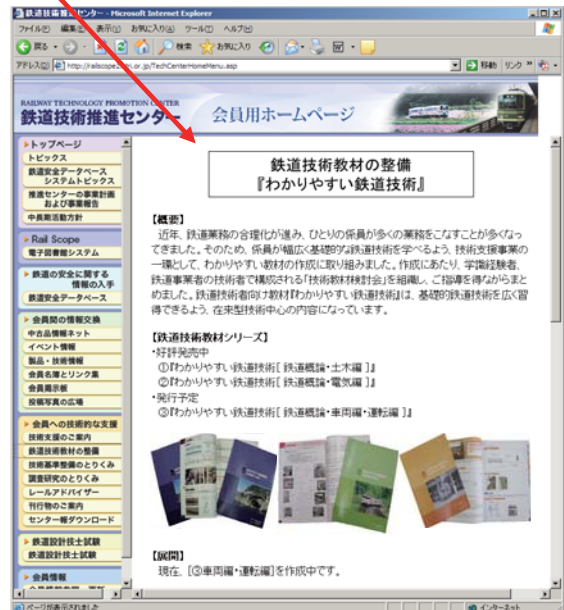 鉄道技術推進センター - Microsoft Internet Explorer
ファイル(F) 編集(E) 表示(V) お気に入り(A) ツール(T) ヘルプ(H)
戻る 検索 お気に入り
アドレス(D) http://railscope2.rtri.or.jp/TechCenterHomeMenu.asp 移動 リンク
RAILWAY TECHNOLOGY PROMOTION CENTER
鉄道技術推進センター 会員用ホームページ
トップページ
トピックス
鉄道安全データベース
システムトピックス
推進センターの事業計画
および事業報告
中長期活動方針
Rail Scope
電子図書館システム
鉄道の安全に関する
情報の入手
鉄道安全データベース
会員間の情報交換
中古品情報ネット
イベント情報
製品・技術情報
会員名簿とリンク集
会員掲示板
投稿写真の広場
会員への技術的な支援
技術支援のご案内
鉄道技術教材の整備
技術基準整備のとりくみ
調査研究のとりくみ
レールアドバイザー
刊行物のご案内
センター報ダウンロード
鉄道設計技士試験
鉄道設計技士試験
会員情報
鉄道技術教材の整備
『わかりやすい鉄道技術』
【概要】
近年、鉄道業務の合理化が進み、ひとりの係員が多くの業務をこなすことが多くなっ
てきました。そのため、係員が幅広く基礎的な鉄道技術を学べるよう、技術支援事業の
一環として、わかりやすい教材の作成に取り組みました。作成にあたり、学識経験者、
鉄道事業者の技術者で構成される「技術教材検討会」を組織し、ご指導を得ながらまと
めました。鉄道技術者向け教材『わかりやすい鉄道技術』は、基礎的鉄道技術を広く習
得できるよう、在来型技術中心の内容になっています。
【鉄道技術教材シリーズ】
・好評発売中
①『わかりやすい鉄道技術[ 鉄道概論・土木編 ]』
②『わかりやすい鉄道技術[ 鉄道概論・電気編 ]』
・発行予定
③『わかりやすい鉄道技術[ 鉄道概論・車両編・運転編 ]』
【展開】
現在、[③車両編・運転編]を作成中です。
ページが表示されました インターネット